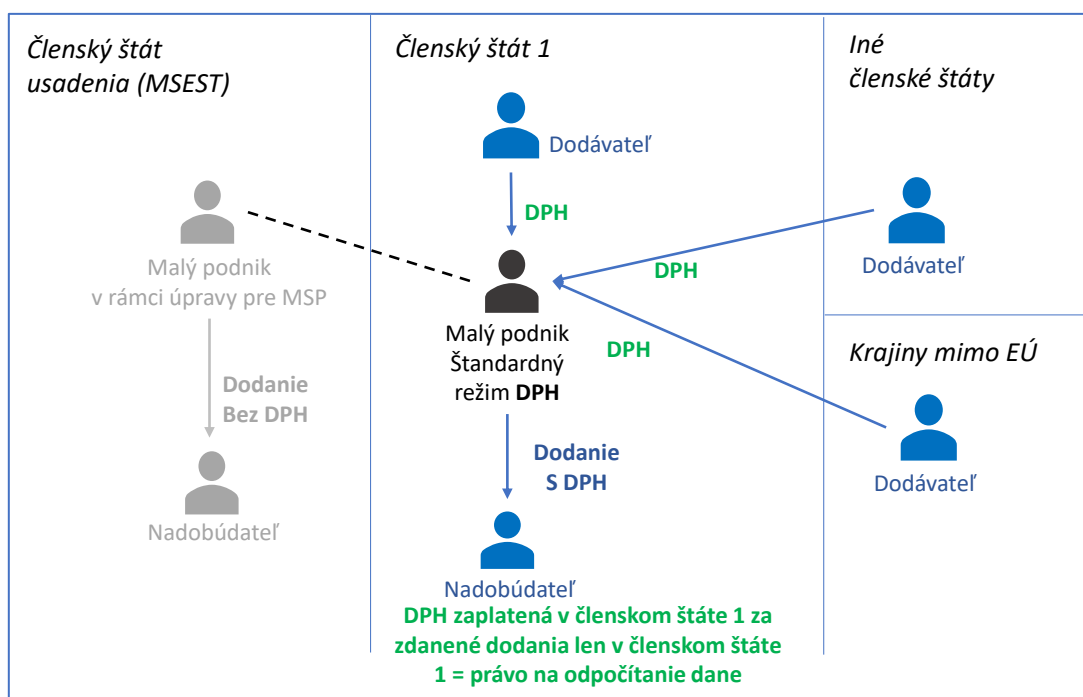 Členský štát
usadenia (MSEST)
Malý podnik
v rámci úpravy pre MSP
Dodanie
Bez DPH
Nadobúdateľ
Členský štát 1
Dodávateľ
DPH
Malý podnik
Štandardný
režim DPH
DPH
DPH
Dodanie
S DPH
Nadobúdateľ
DPH zaplatená v členskom štáte 1 za
zdanené dodania len v členskom štáte
1 = právo na odpočítanie dane
Iné
členské štáty
Dodávateľ
Krajiny mimo EÚ
Dodávateľ